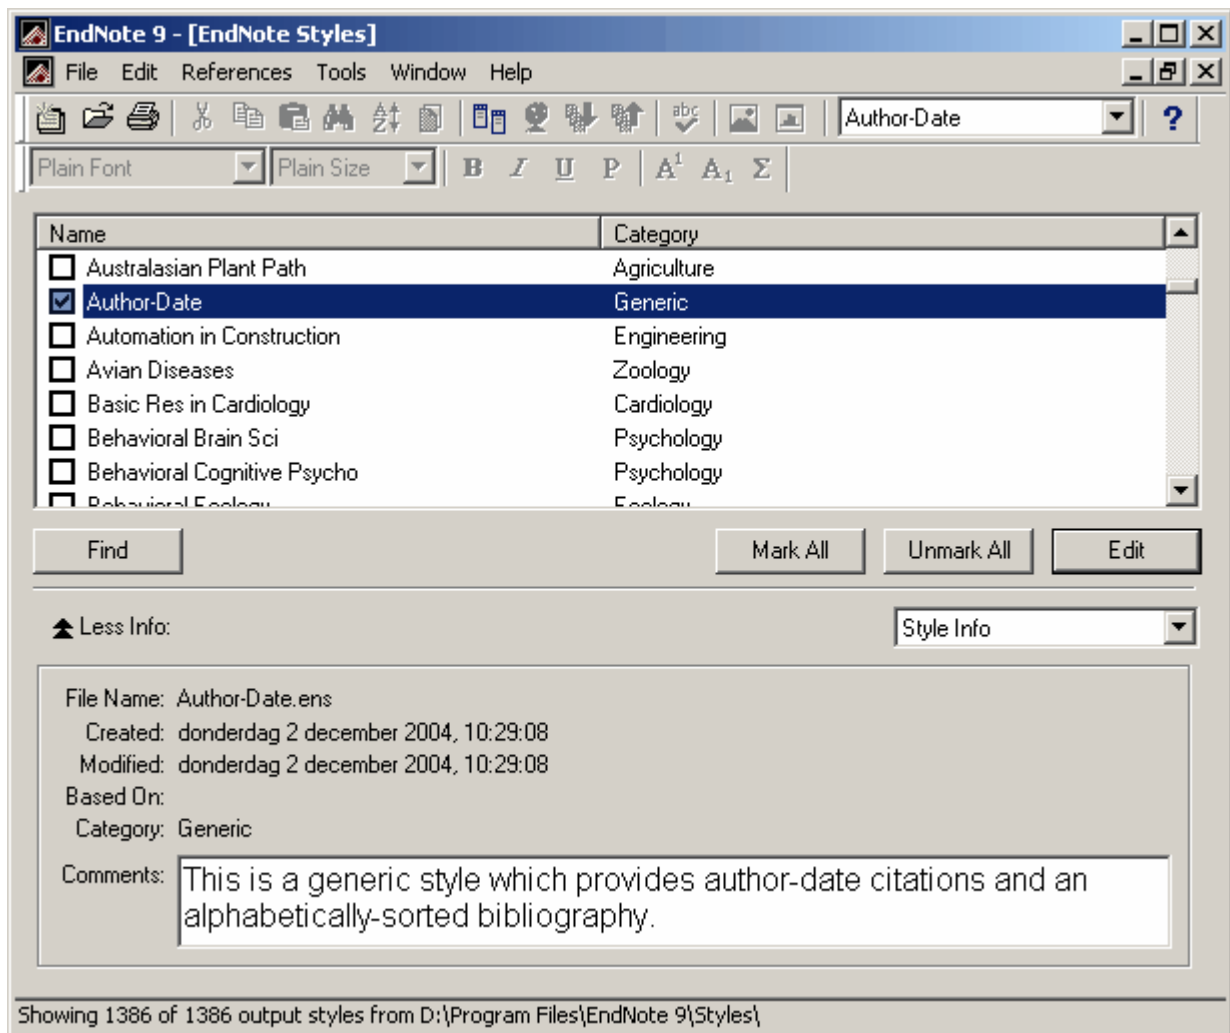 EndNote 9 - [EndNote Styles]
File Edit References Tools Window Help
Author-Date
Plain Font Plain Size B I U P A1 A1 Σ
Name Category
Australasian Plant Path Agriculture
Author-Date Generic
Automation in Construction Engineering
Avian Diseases Zoology
Basic Res in Cardiology Cardiology
Behavioral Brain Sci Psychology
Behavioral Cognitive Psycho Psychology
Behavioral Ecology Ecology
Find Mark All Unmark All Edit
Less Info: Style Info
File Name: Author-Date.ens
Created: donderdag 2 december 2004, 10:29:08
Modified: donderdag 2 december 2004, 10:29:08
Based On:
Category: Generic
Comments: This is a generic style which provides author-date citations and an
alphabetically-sorted bibliography.
Showing 1386 of 1386 output styles from D:\Program Files\EndNote 9\Styles\